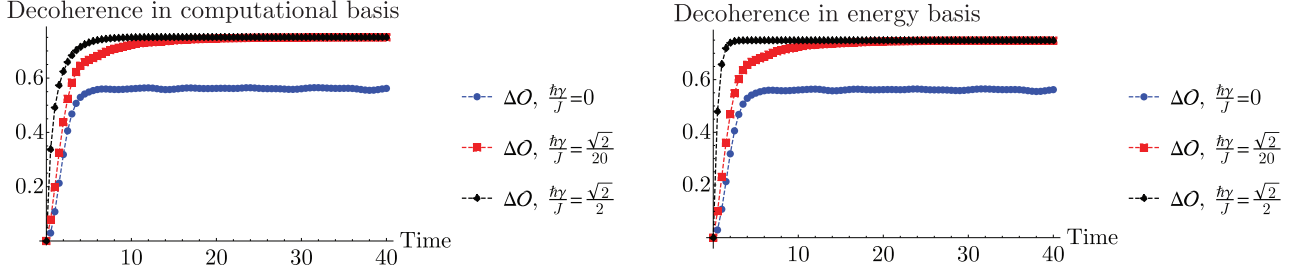 Decoherence in computational basis
0.6
0.4
0.2
10 20 30 40
Time
Δ𝒪, ℏγ/J=0
Δ𝒪, ℏγ/J=√2/20
Δ𝒪, ℏγ/J=√2/2
Decoherence in energy basis
0.6
0.4
0.2
10 20 30 40
Time
Δ𝒪, ℏγ/J=0
Δ𝒪, ℏγ/J=√2/20
Δ𝒪, ℏγ/J=√2/2